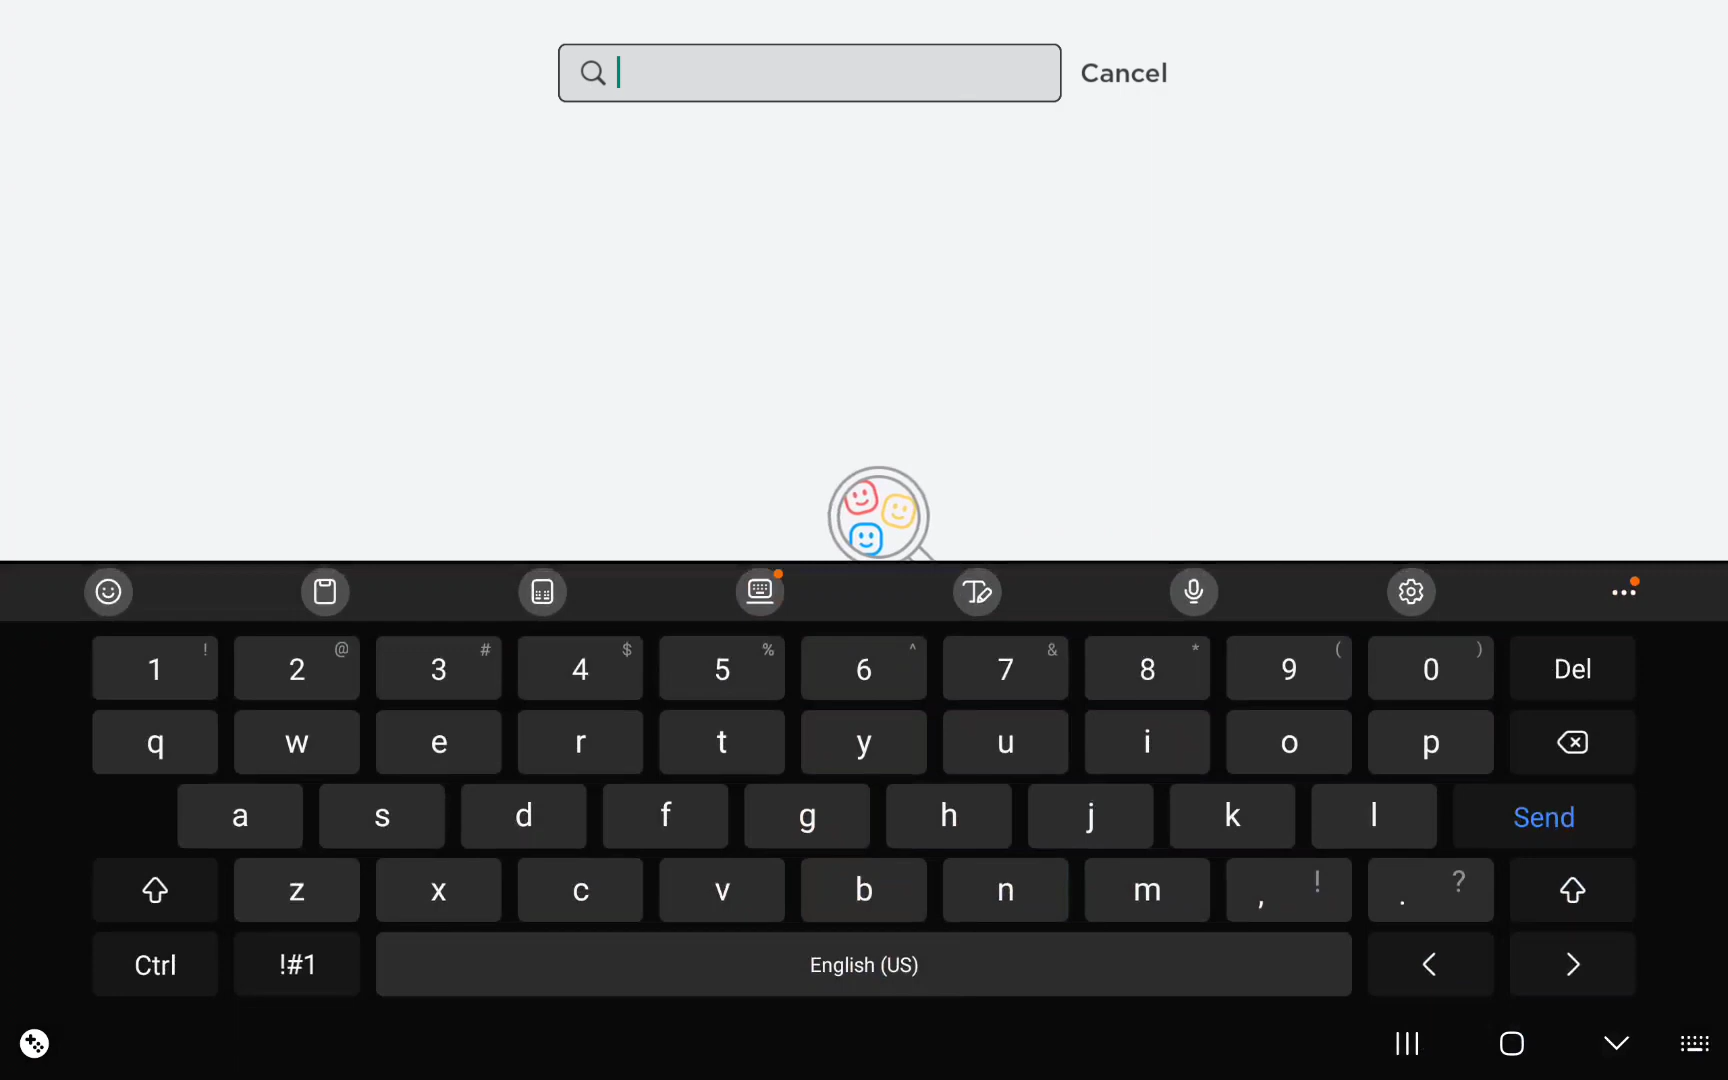 Cancel
! @ # $ % ^ & * ( )
1 2 3 4 5 6 7 8 9 0 Del
q w e r t y u i o p
a s d f g h j k l Send
z x c v b n m , ! . ?
Ctrl !#1 English (US) < >